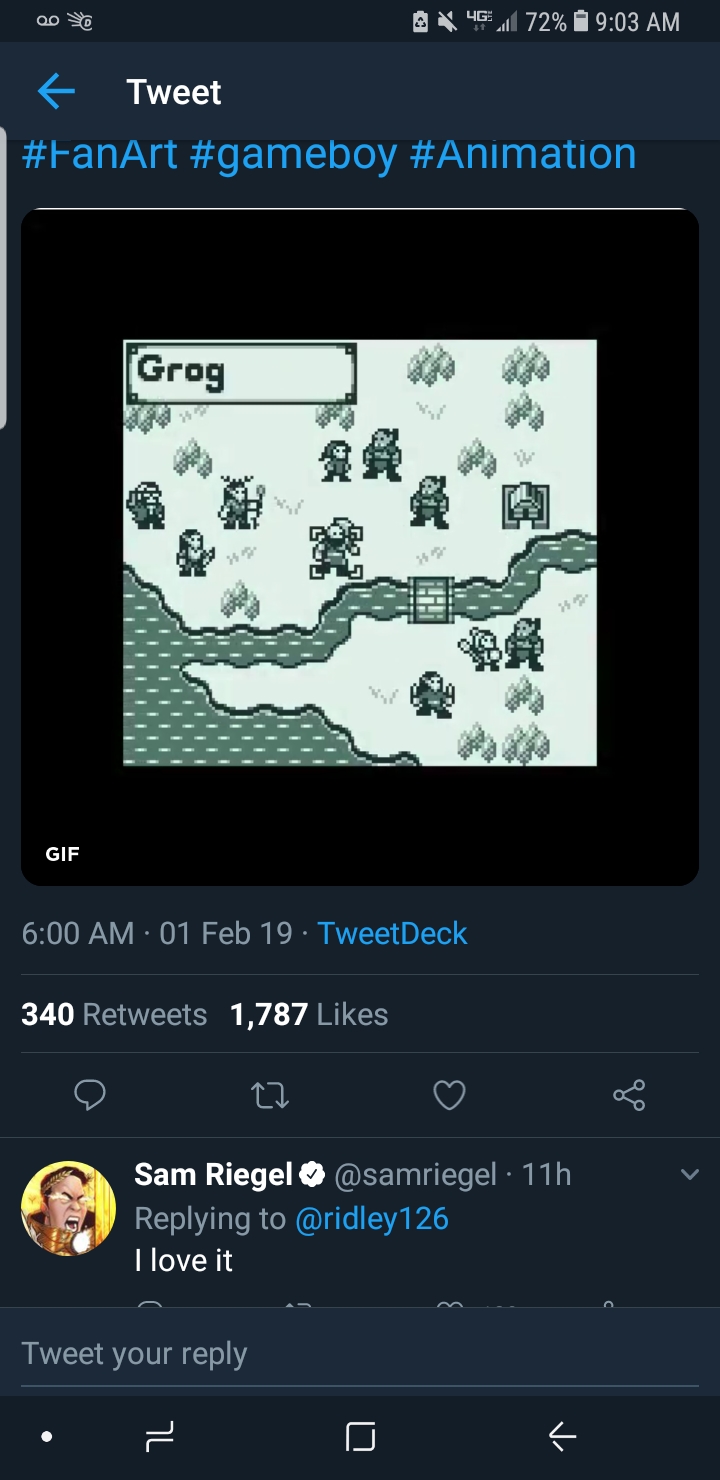 4G 72% 9:03 AM
Tweet
#FanArt #gameboy #Animation
Grog
GIF
6:00 AM · 01 Feb 19 · TweetDeck
340 Retweets 1,787 Likes
Sam Riegel @samriegel · 11h
Replying to @ridley126
I love it
Tweet your reply